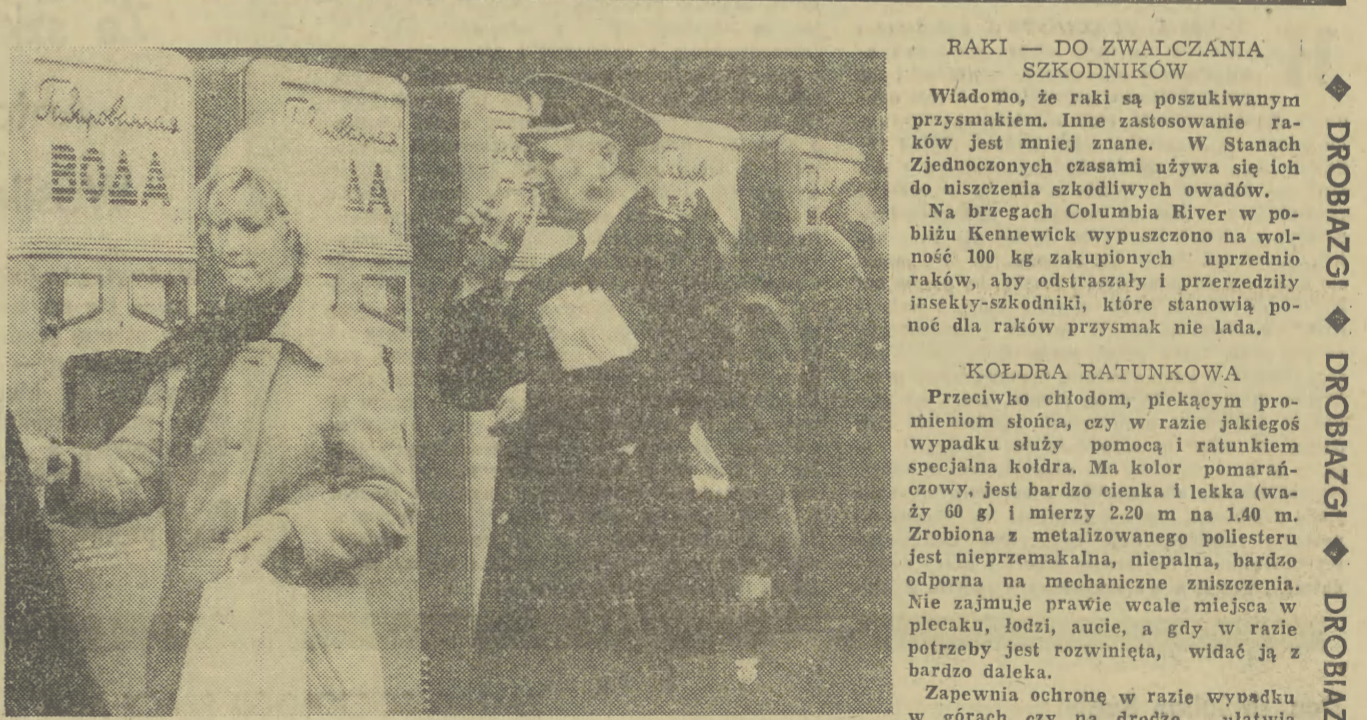 Газированная
ВОДА
ДА
RAKI — DO ZWALCZANIA
SZKODNIKÓW
Wiadomo, że raki są poszukiwanym
przysmakiem. Inne zastosowanie ra-
ków jest mniej znane. W Stanach
Zjednoczonych czasami używa się ich
do niszczenia szkodliwych owadów.
Na brzegach Columbia River w po-
bliżu Kennewick wypuszczono na wol-
ność 100 kg zakupionych uprzednio
raków, aby odstraszały i przerzedziły
insekty-szkodniki, które stanowią po-
noć dla raków przysmak nie lada.
KOŁDRA RATUNKOWA
Przeciwko chłodom, piekącym pro-
mieniom słońca, czy w razie jakiegoś
wypadku służy pomocą i ratunkiem
specjalna kołdra. Ma kolor pomarań-
czowy, jest bardzo cienka i lekka (wa-
ży 60 g) i mierzy 2.20 m na 1.40 m.
Zrobiona z metalizowanego poliesteru
jest nieprzemakalna, niepalna, bardzo
odporna na mechaniczne zniszczenia.
Nie zajmuje prawie wcale miejsca w
plecaku, łodzi, aucie, a gdy w razie
potrzeby jest rozwinięta, widać ją z
bardzo daleka.
Zapewnia ochronę w razie wypadku
w górach czy na drodze, ułatwia
◆ DROBIAZGI ◆ DROBIAZGI ◆ DROBIAZ